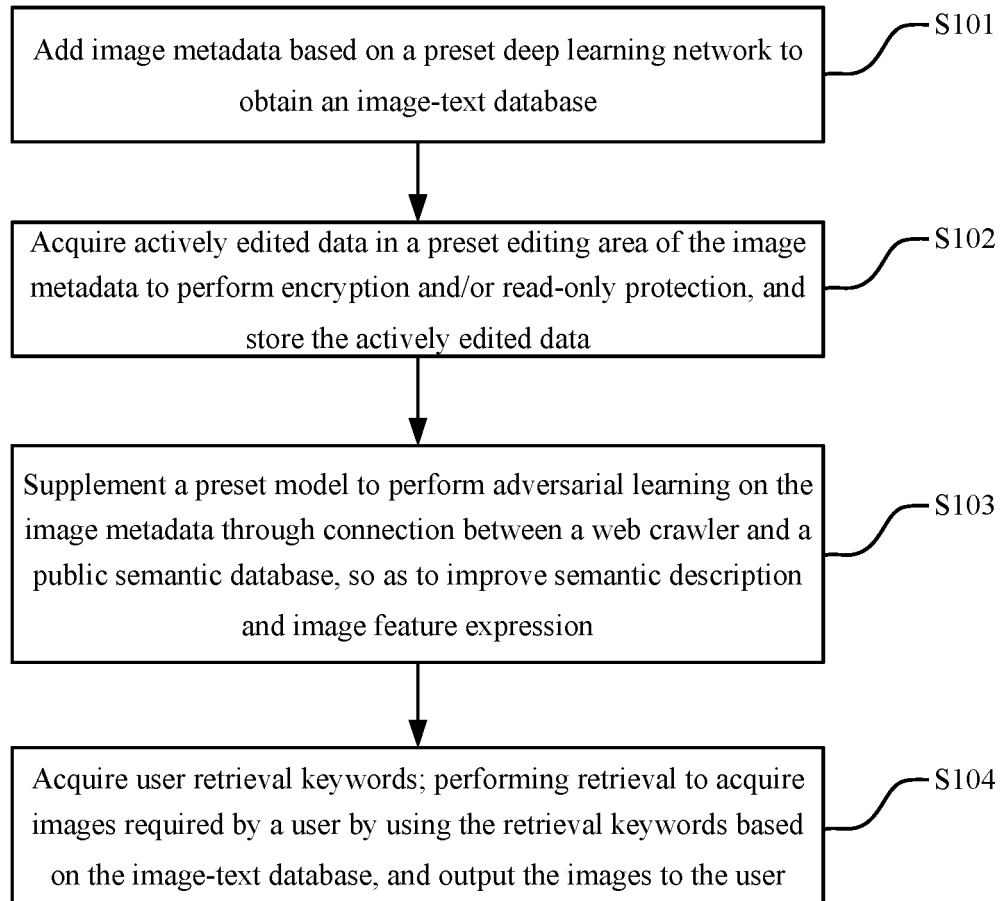 Add image metadata based on a preset deep learning network to
obtain an image-text database
S101
Acquire actively edited data in a preset editing area of the image
metadata to perform encryption and/or read-only protection, and
store the actively edited data
S102
Supplement a preset model to perform adversarial learning on the
image metadata through connection between a web crawler and a
public semantic database, so as to improve semantic description
and image feature expression
S103
Acquire user retrieval keywords; performing retrieval to acquire
images required by a user by using the retrieval keywords based
on the image-text database, and output the images to the user
S104